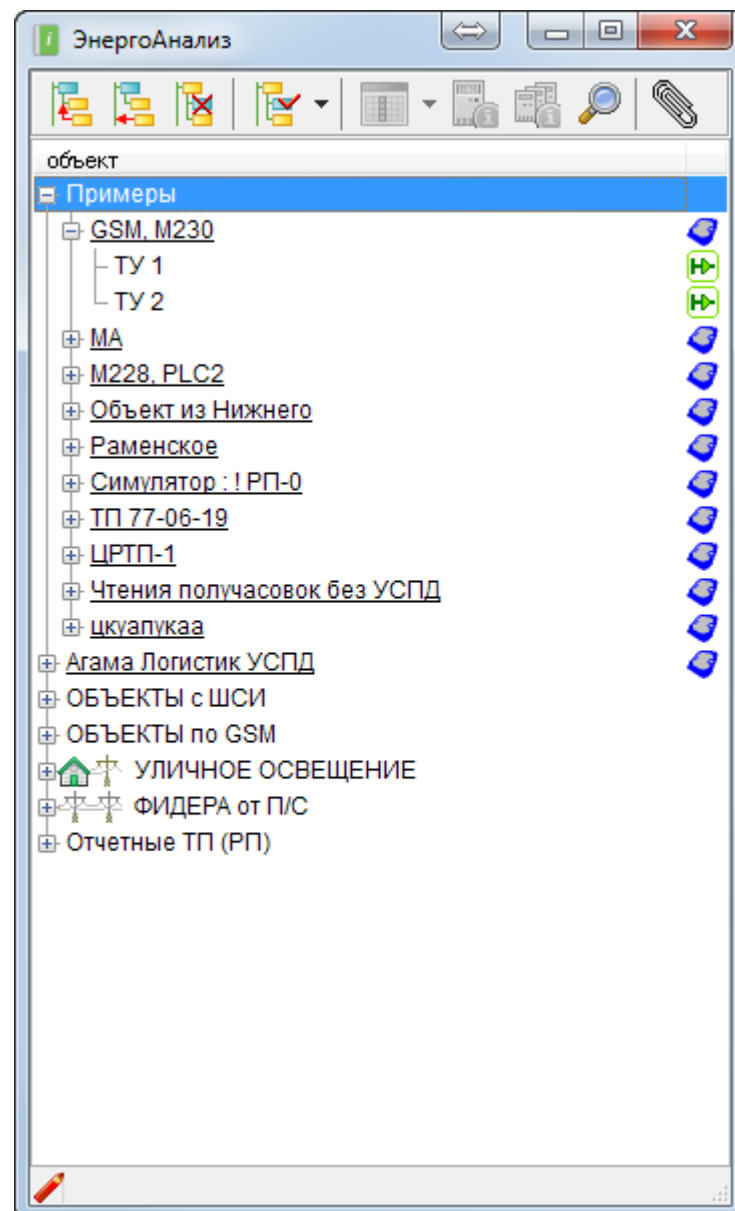 ЭнергоАнализ
объект
Примеры
GSM, М230
ТУ 1
ТУ 2
МА
М228, PLC2
Объект из Нижнего
Раменское
Симулятор : ! РП-0
ТП 77-06-19
ЦРТП-1
Чтения получасовок без УСПД
цкуапукаа
Агама Логистик УСПД
ОБЪЕКТЫ с ШСИ
ОБЪЕКТЫ по GSM
УЛИЧНОЕ ОСВЕЩЕНИЕ
ФИДЕРА от П/С
Отчетные ТП (РП)